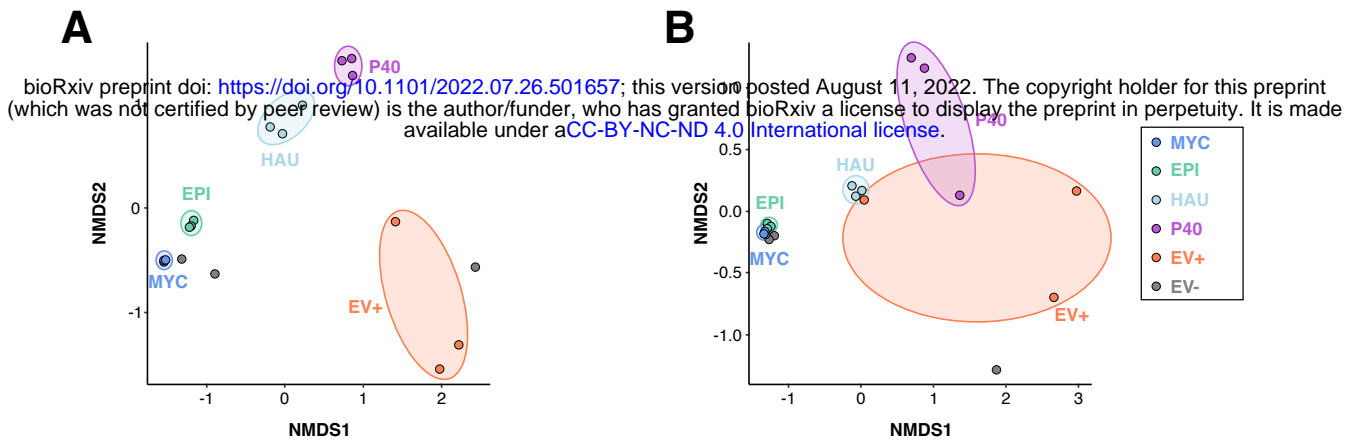 A
B
P40
bioRxiv preprint doi: https://doi.org/10.1101/2022.07.26.501657; this version posted August 11, 2022. The copyright holder for this preprint
(which was not certified by peer review) is the author/funder, who has granted bioRxiv a license to display the preprint in perpetuity. It is made
available under aCC-BY-NC-ND 4.0 International license.
1
HAU
EPI
0
MYC
EV+
-1
NMDS2
-1 0 1 2
NMDS1
1.0
P40
0.5
HAU
EPI
0.0
MYC
-0.5
EV+
-1.0
NMDS2
-1 0 1 2 3
NMDS1
MYC
EPI
HAU
P40
EV+
EV-